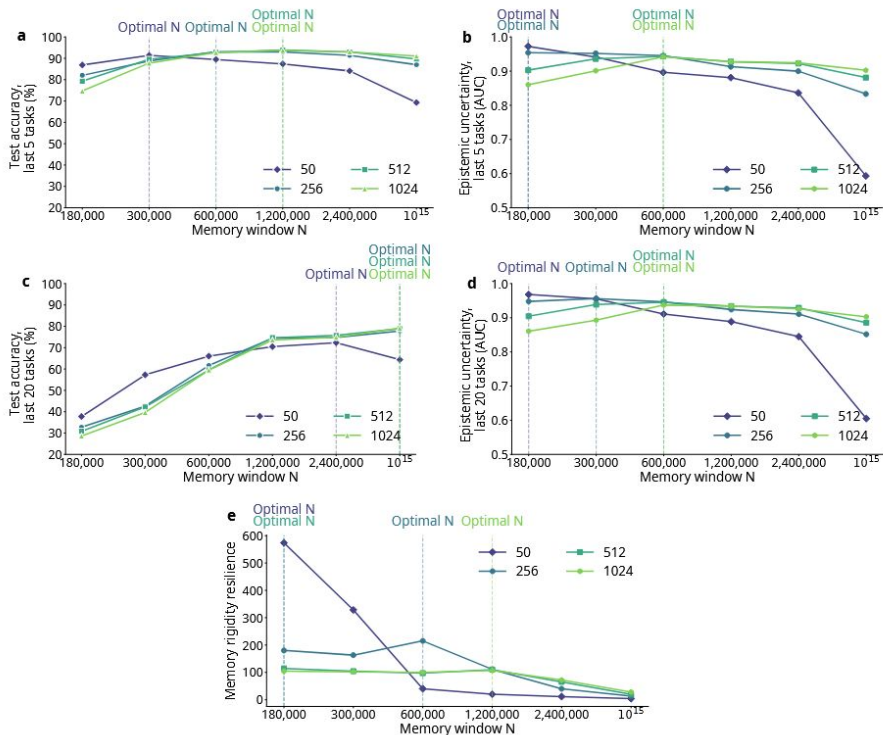 a
Optimal N
Optimal N
Optimal N
Optimal N
Test accuracy,
last 5 tasks (%)
100
90
80
70
60
50
40
30
20
50
256
512
1024
180,000
300,000
600,000
1,200,000
2,400,000
10^15
Memory window N
b
Optimal N
Optimal N
Optimal N
Optimal N
Epistemic uncertainty,
last 5 tasks (AUC)
1.0
0.9
0.8
0.7
0.6
0.5
50
256
512
1024
180,000
300,000
600,000
1,200,000
2,400,000
10^15
Memory window N
c
Optimal N
Optimal N
Optimal N
Optimal N
Test accuracy,
last 20 tasks (%)
100
90
80
70
60
50
40
30
20
50
256
512
1024
180,000
300,000
600,000
1,200,000
2,400,000
10^15
Memory window N
d
Optimal N
Optimal N
Optimal N
Optimal N
Epistemic uncertainty,
last 20 tasks (AUC)
1.0
0.9
0.8
0.7
0.6
0.5
50
256
512
1024
180,000
300,000
600,000
1,200,000
2,400,000
10^15
Memory window N
e
Optimal N
Optimal N
Optimal N
Optimal N
Memory rigidity resilience
600
500
400
300
200
100
0
50
256
512
1024
180,000
300,000
600,000
1,200,000
2,400,000
10^15
Memory window N